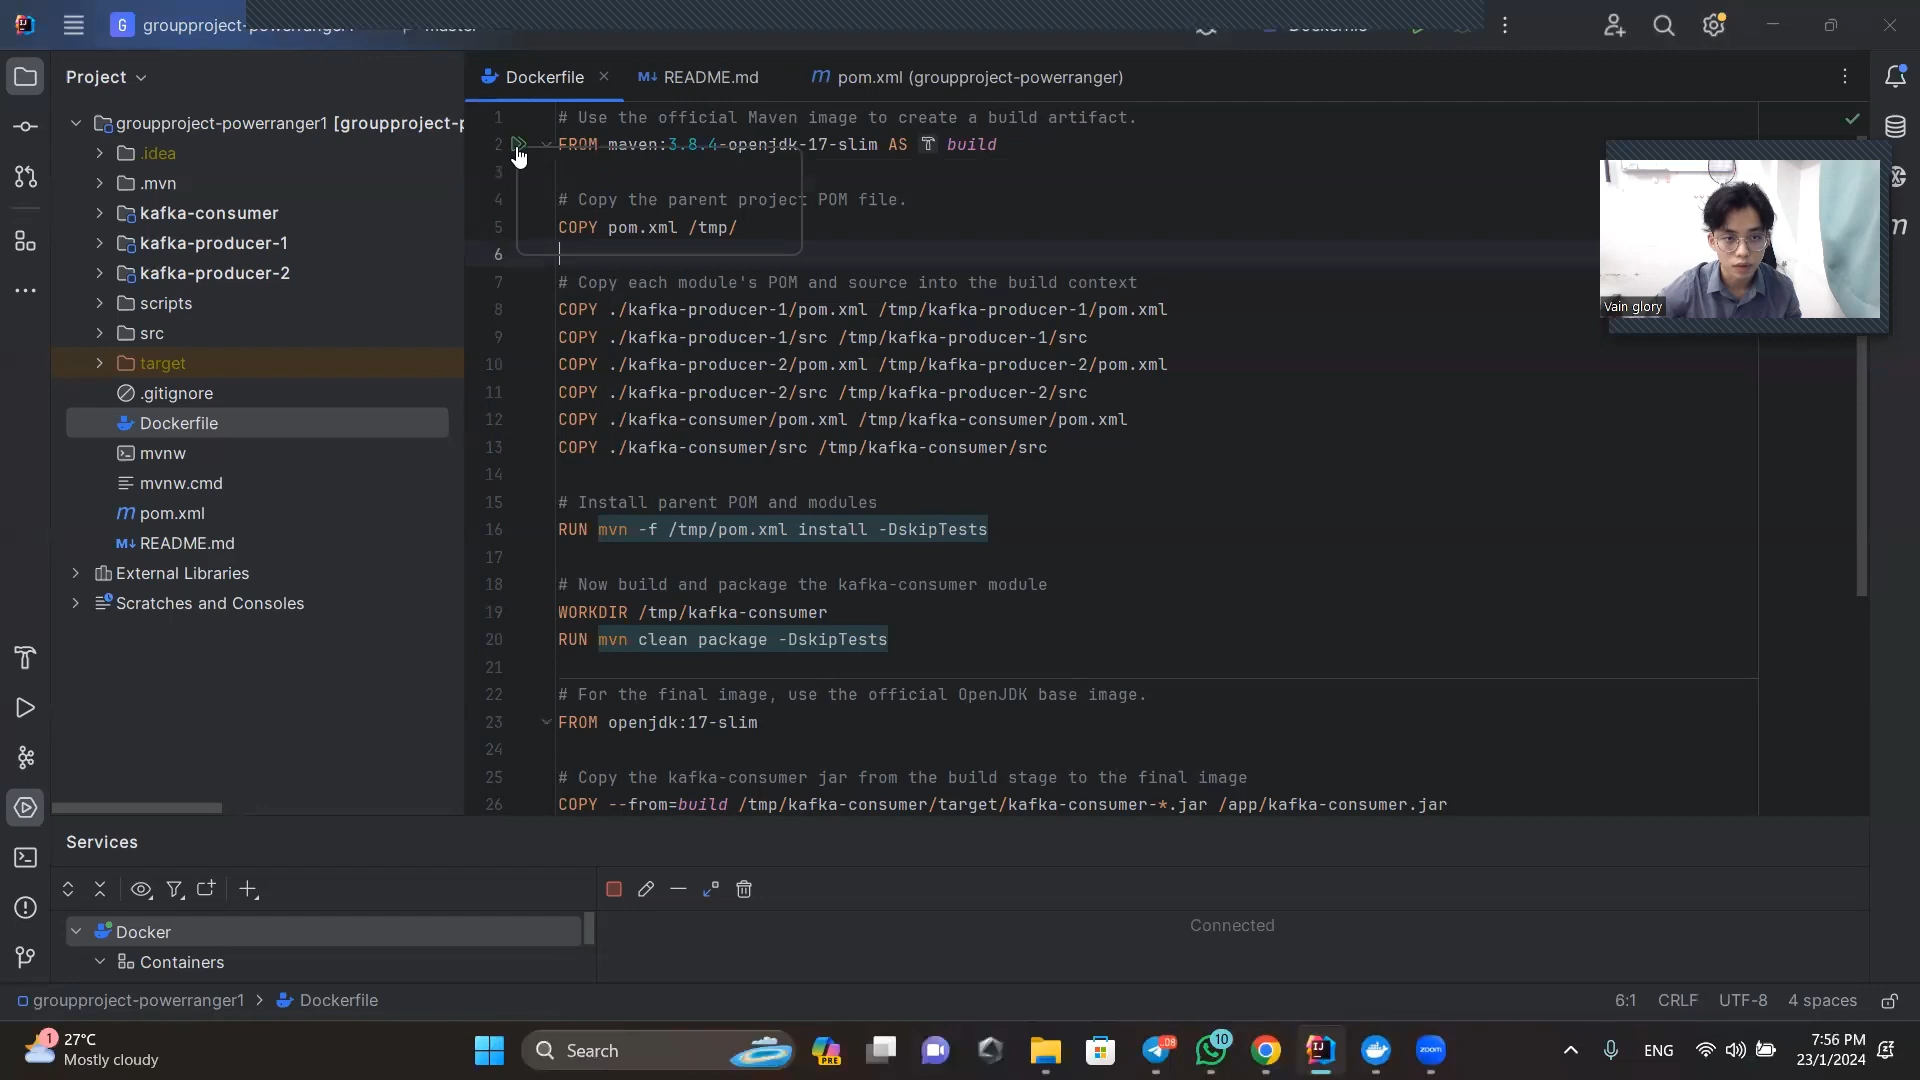 G groupproject-powerranger1
master
Dockerfile
Project
Dockerfile
README.md
pom.xml (groupproject-powerranger)
groupproject-powerranger1 [groupproject-p
.idea
.mvn
kafka-consumer
kafka-producer-1
kafka-producer-2
scripts
src
target
.gitignore
Dockerfile
mvnw
mvnw.cmd
pom.xml
README.md
External Libraries
Scratches and Consoles
1 # Use the official Maven image to create a build artifact.
2 FROM maven:3.8.4-openjdk-17-slim AS build
3
4 # Copy the parent project POM file.
5 COPY pom.xml /tmp/
6
7 # Copy each module's POM and source into the build context
8 COPY ./kafka-producer-1/pom.xml /tmp/kafka-producer-1/pom.xml
9 COPY ./kafka-producer-1/src /tmp/kafka-producer-1/src
10 COPY ./kafka-producer-2/pom.xml /tmp/kafka-producer-2/pom.xml
11 COPY ./kafka-producer-2/src /tmp/kafka-producer-2/src
12 COPY ./kafka-consumer/pom.xml /tmp/kafka-consumer/pom.xml
13 COPY ./kafka-consumer/src /tmp/kafka-consumer/src
14
15 # Install parent POM and modules
16 RUN mvn -f /tmp/pom.xml install -DskipTests
17
18 # Now build and package the kafka-consumer module
19 WORKDIR /tmp/kafka-consumer
20 RUN mvn clean package -DskipTests
21
22 # For the final image, use the official OpenJDK base image.
23 FROM openjdk:17-slim
24
25 # Copy the kafka-consumer jar from the build stage to the final image
26 COPY --from=build /tmp/kafka-consumer/target/kafka-consumer-*.jar /app/kafka-consumer.jar
Vain glory
Services
Docker
Containers
Connected
groupproject-powerranger1 > Dockerfile
6:1 CRLF UTF-8 4 spaces
1
27°C
Mostly cloudy
Search
PRE
.08
10
zoom
ENG
7:56 PM
23/1/2024